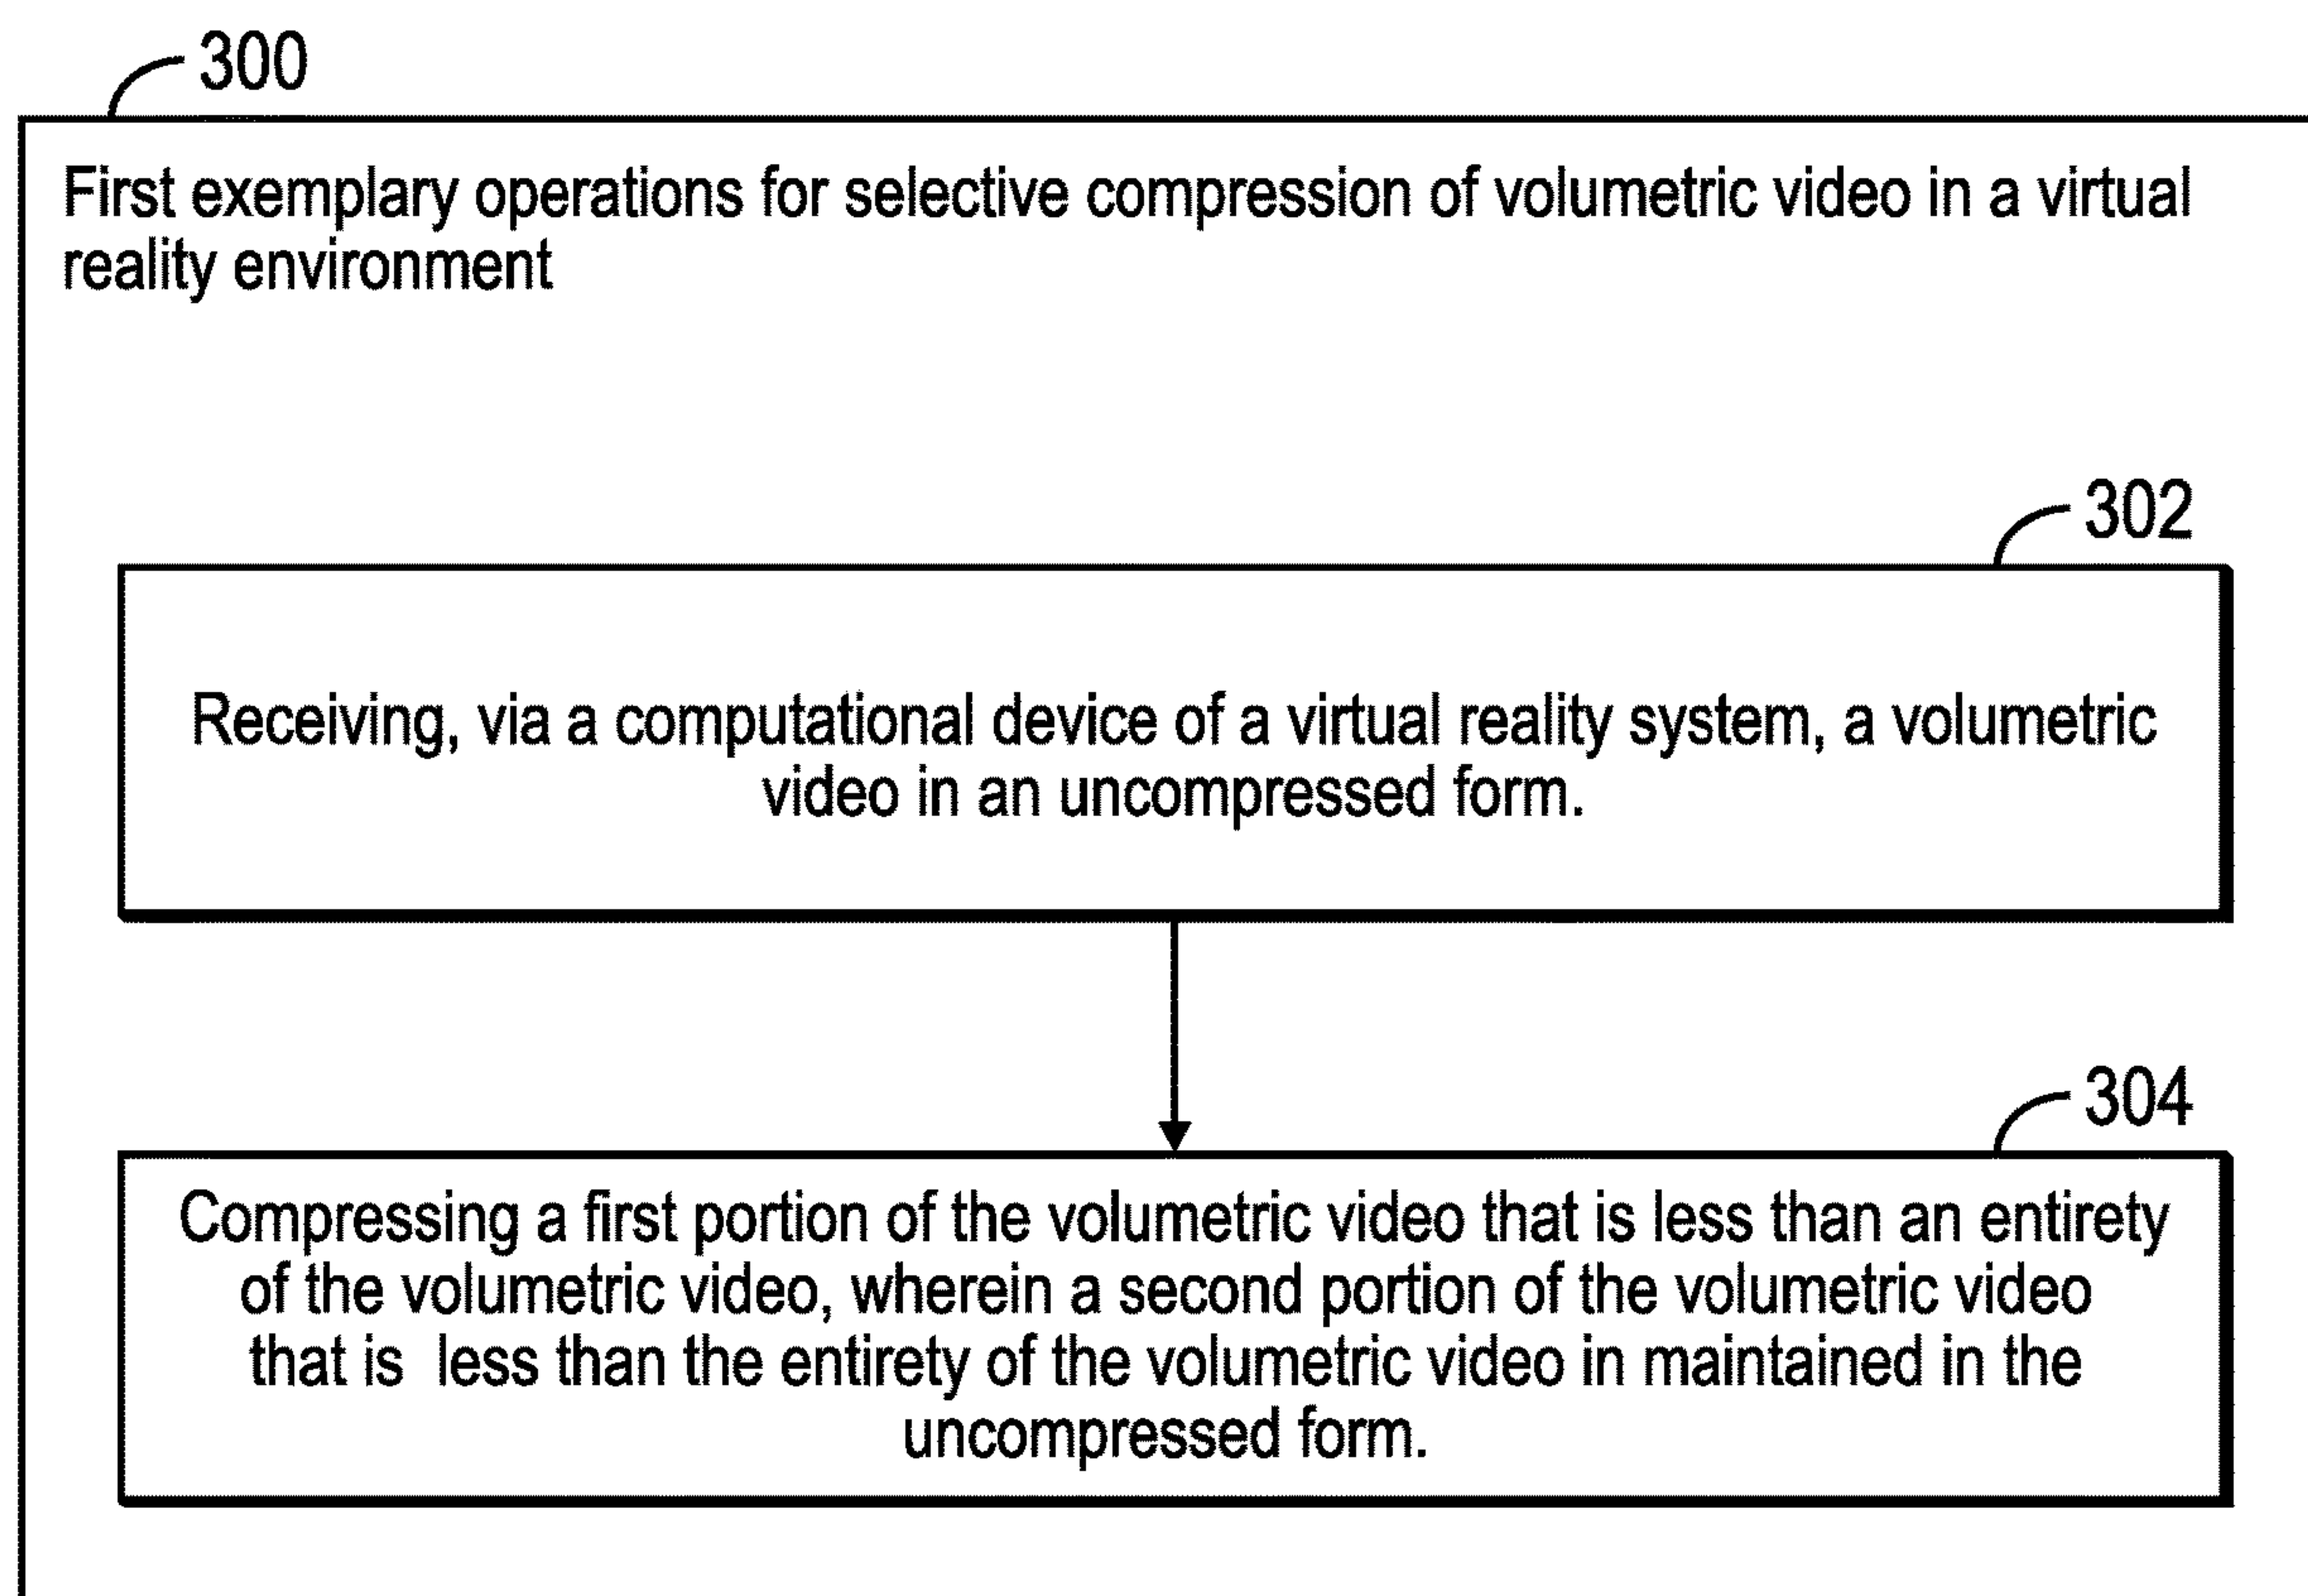 300
First exemplary operations for selective compression of volumetric video in a virtual
reality environment
302
Receiving, via a computational device of a virtual reality system, a volumetric
video in an uncompressed form.
304
Compressing a first portion of the volumetric video that is less than an entirety
of the volumetric video, wherein a second portion of the volumetric video
that is less than the entirety of the volumetric video in maintained in the
uncompressed form.